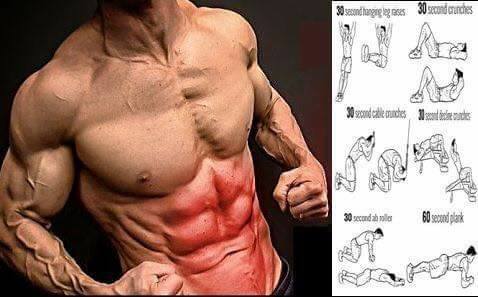 30 second hanging leg raises
30 second crunches
30 second cable crunches
30 second decline crunches
30 second ab roller
60 second plank